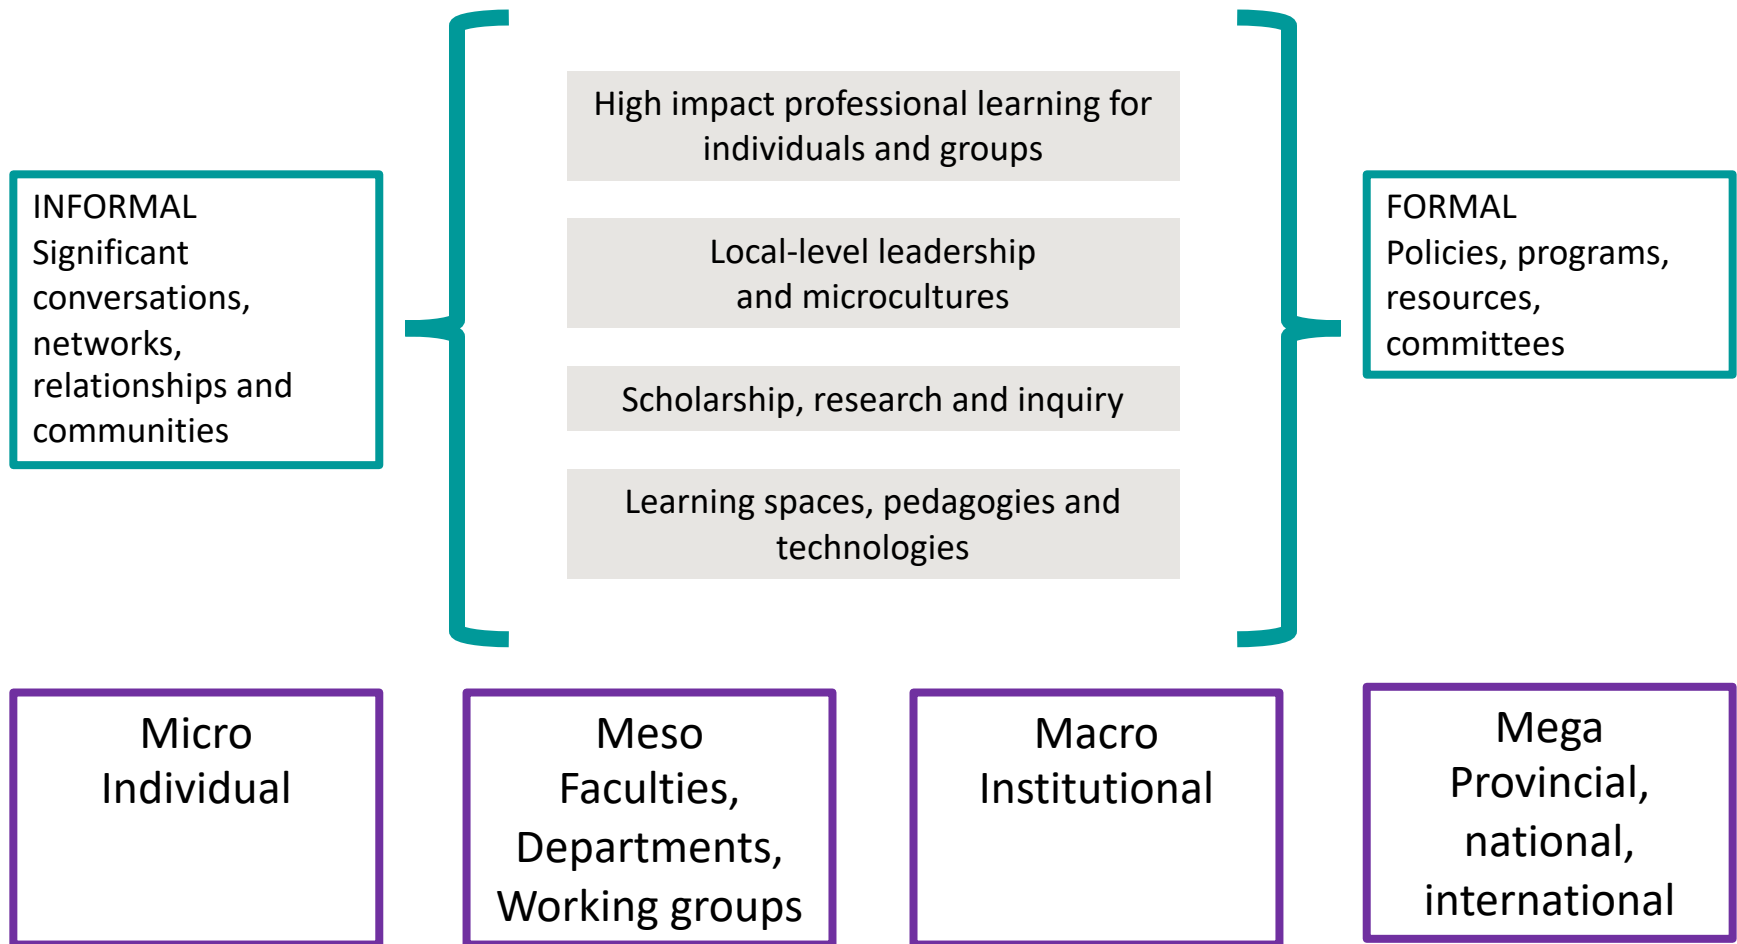 High impact professional learning for
individuals and groups
INFORMAL
Significant
conversations,
networks,
relationships and
communities
Local-level leadership
and microcultures
FORMAL
Policies, programs,
resources,
committees
Scholarship, research and inquiry
Learning spaces, pedagogies and
technologies
Micro
Individual
Meso
Faculties,
Departments,
Working groups
Macro
Institutional
Mega
Provincial,
national,
international